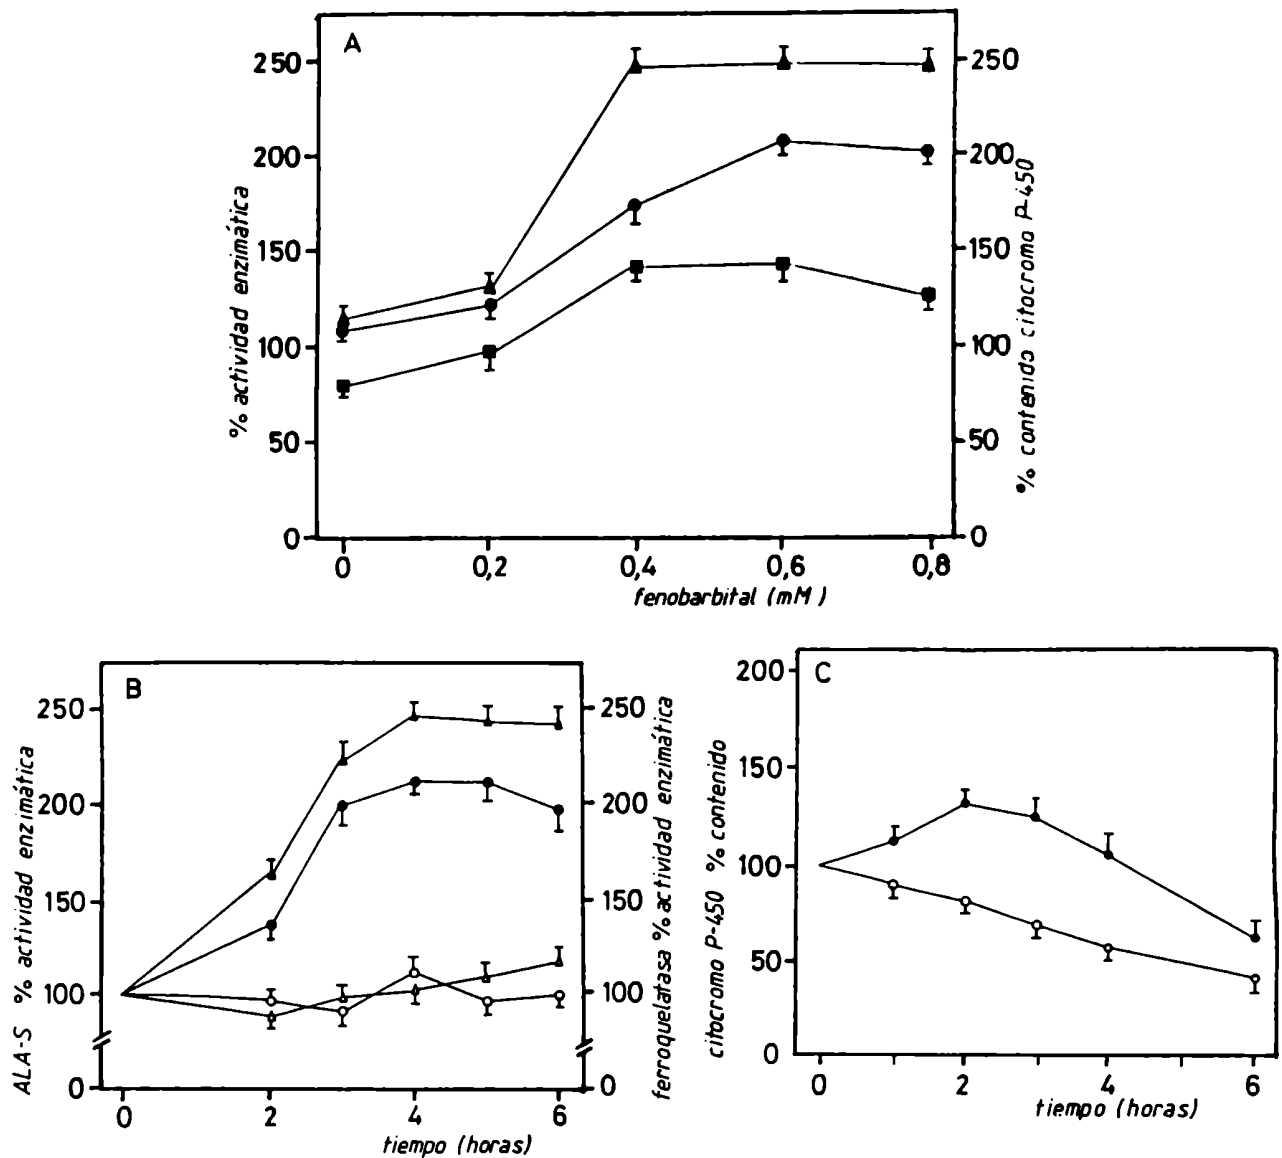 A
250
200
150
100
50
0
% actividad enzimática
250
200
150
100
50
0
% contenido citocromo P-450
0 0,2 0,4 0,6 0,8
fenobarbital (mM)
B
250
200
150
100
0
ALA-S % actividad enzimática
250
200
150
100
0
ferroquelatasa % actividad enzimática
0 2 4 6
tiempo (horas)
C
200
150
100
50
0
citocromo P-450 % contenido
0 2 4 6
tiempo (horas)